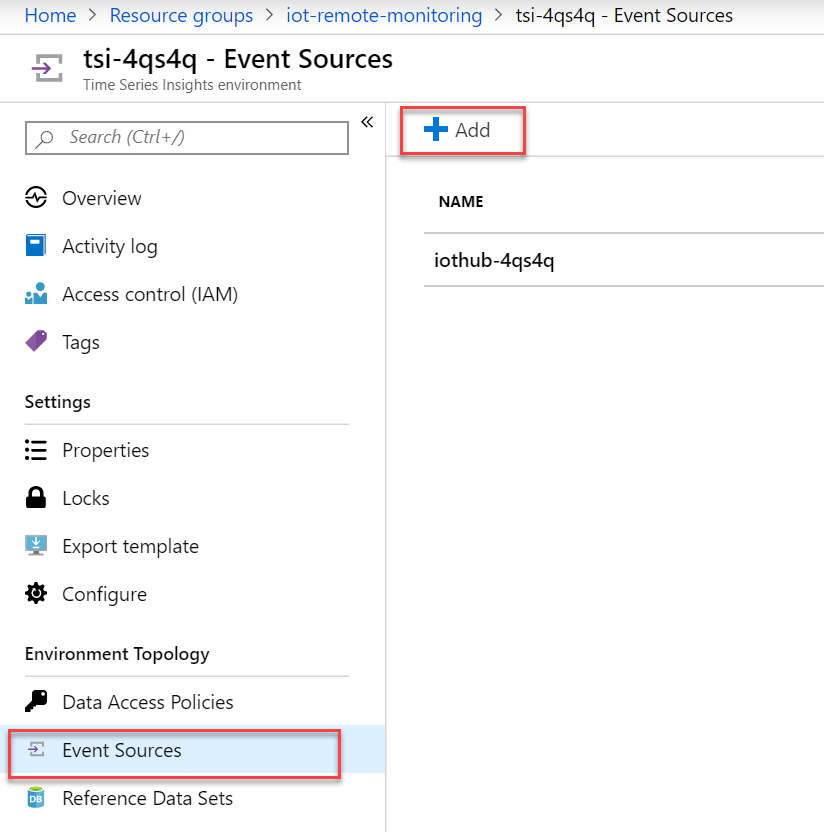 Home > Resource groups > iot-remote-monitoring > tsi-4qs4q - Event Sources
tsi-4qs4q - Event Sources
Time Series Insights environment
Search (Ctrl+/)
«
Overview
Activity log
Access control (IAM)
Tags
Settings
Properties
Locks
Export template
Configure
Environment Topology
Data Access Policies
Event Sources
DB Reference Data Sets
Add
NAME
iothub-4qs4q